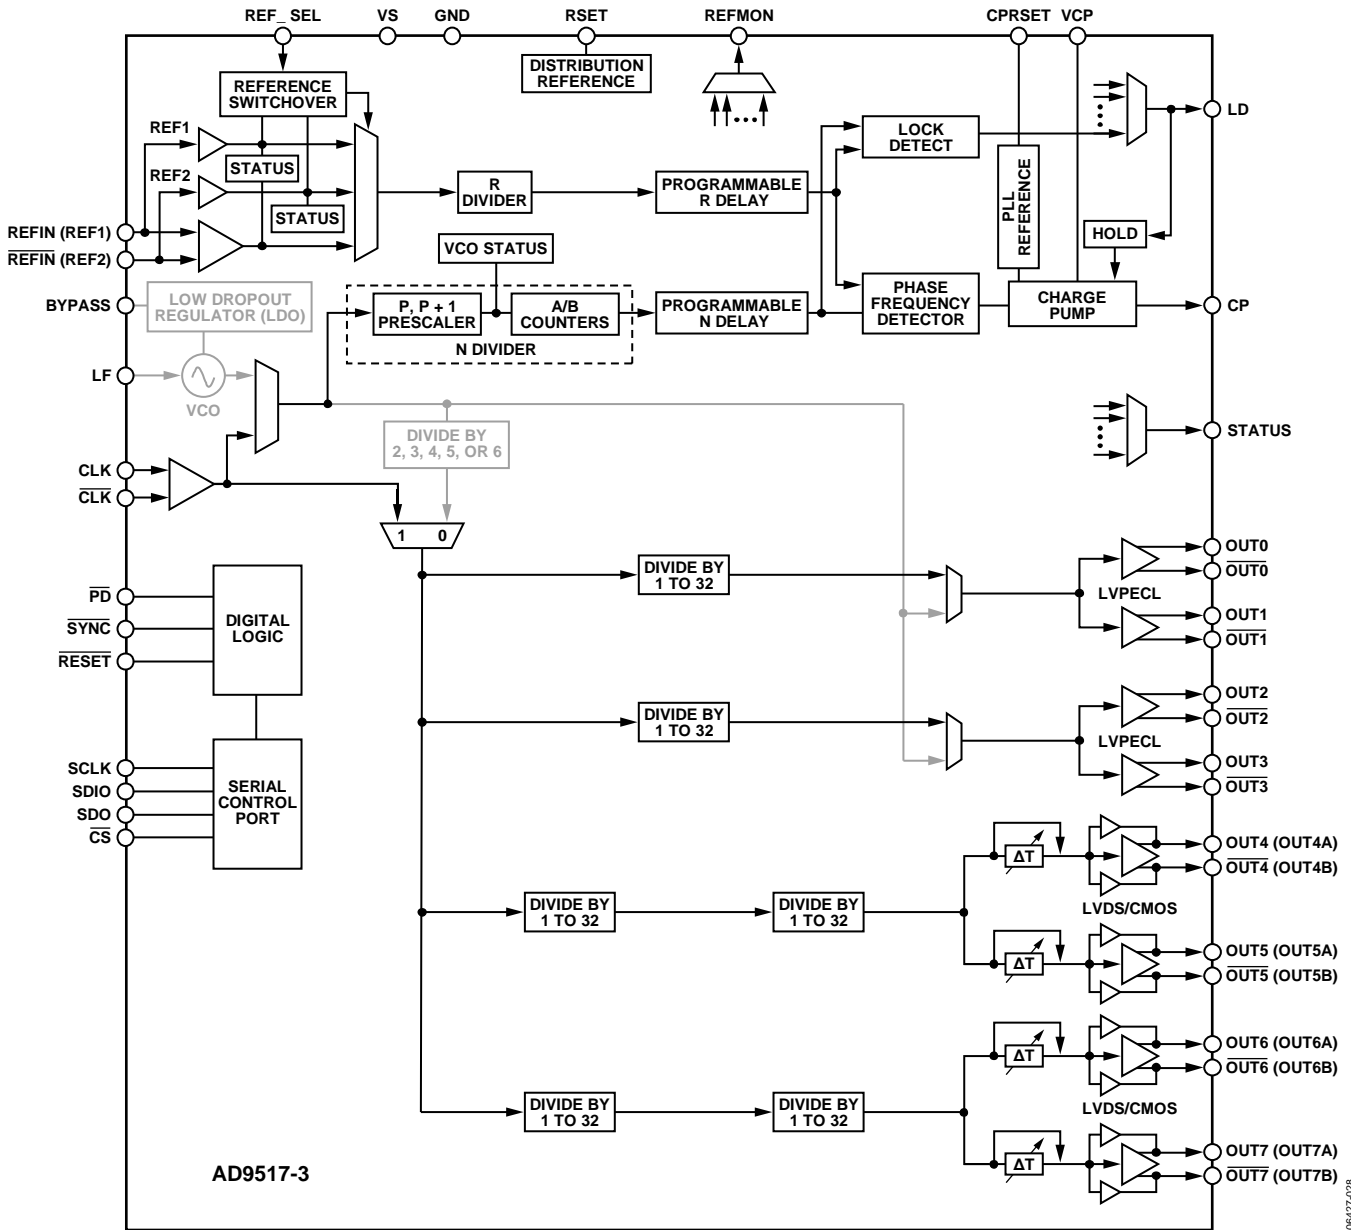 REF_ SEL
VS
GND
RSET
REFMON
CPRSET
VCP
DISTRIBUTION
REFERENCE
REFERENCE
SWITCHOVER
REF1
STATUS
REF2
STATUS
REFIN (REF1)
REFIN (REF2)
R
DIVIDER
PROGRAMMABLE
R DELAY
LOCK
DETECT
PLL
REFERENCE
HOLD
LD
VCO STATUS
BYPASS
LOW DROPOUT
REGULATOR (LDO)
P, P + 1
PRESCALER
A/B
COUNTERS
N DIVIDER
PROGRAMMABLE
N DELAY
PHASE
FREQUENCY
DETECTOR
CHARGE
PUMP
CP
LF
VCO
DIVIDE BY
2, 3, 4, 5, OR 6
STATUS
CLK
CLK
1 0
DIVIDE BY
1 TO 32
LVPECL
OUT0
OUT0
OUT1
OUT1
PD
SYNC
RESET
DIGITAL
LOGIC
DIVIDE BY
1 TO 32
LVPECL
OUT2
OUT2
OUT3
OUT3
SCLK
SDIO
SDO
CS
SERIAL
CONTROL
PORT
DIVIDE BY
1 TO 32
DIVIDE BY
1 TO 32
ΔT
OUT4 (OUT4A)
OUT4 (OUT4B)
LVDS/CMOS
ΔT
OUT5 (OUT5A)
OUT5 (OUT5B)
DIVIDE BY
1 TO 32
DIVIDE BY
1 TO 32
ΔT
OUT6 (OUT6A)
OUT6 (OUT6B)
LVDS/CMOS
ΔT
OUT7 (OUT7A)
OUT7 (OUT7B)
AD9517-3
06427-028